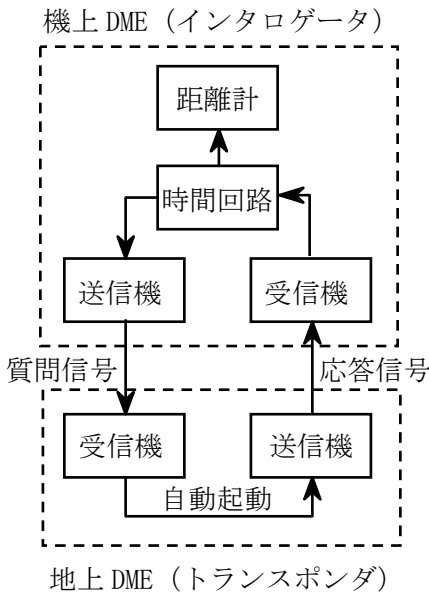 機上 DME (インタロゲータ)
距離計
時間回路
送信機
受信機
質問信号
応答信号
受信機
送信機
自動起動
地上 DME (トランスポンダ)